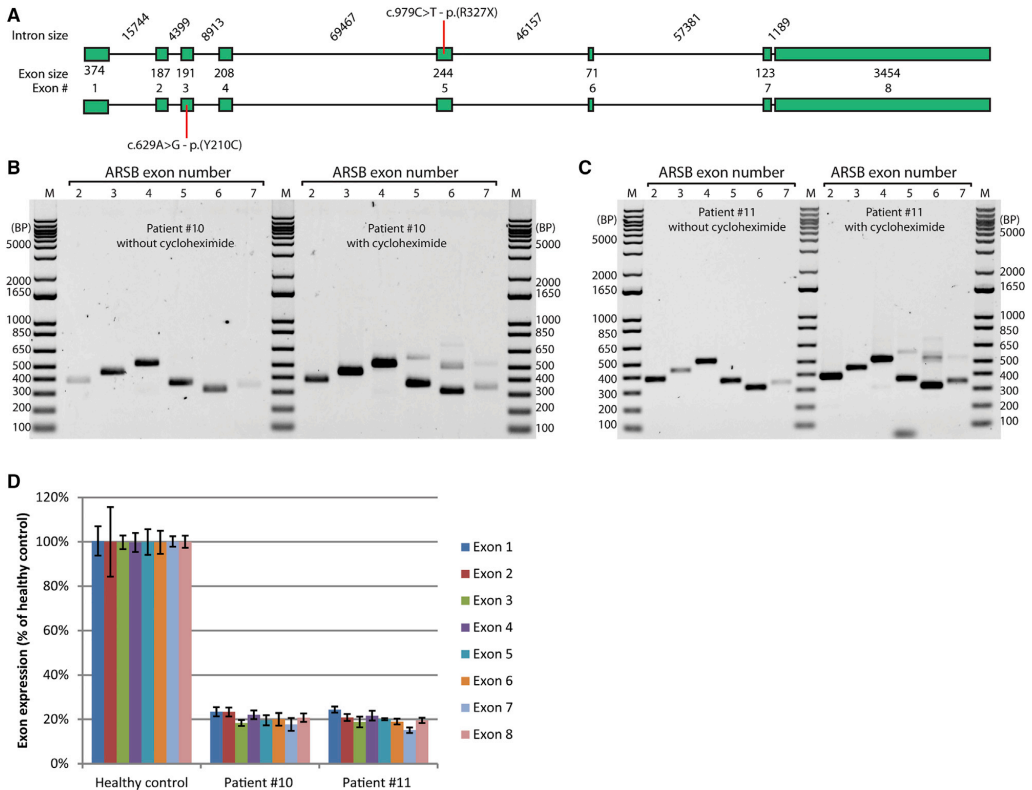 A
c.979C>T - p.(R327X)
Intron size 15744 4399 8913 69467 46157 57381 1189
Exon size 374 187 191 208 244 71 123 3454
Exon # 1 2 3 4 5 6 7 8
c.629A>G - p.(Y210C)
B
ARSB exon number ARSB exon number
M 2 3 4 5 6 7 M 2 3 4 5 6 7 M
(BP) Patient #10 Patient #10 (BP)
without cycloheximide with cycloheximide
5000 5000
2000 2000
1650 1650
1000 1000
850 850
650 650
500 500
400 400
300 300
200 200
100 100
C
ARSB exon number ARSB exon number
M 2 3 4 5 6 7 M 2 3 4 5 6 7 M
(BP) Patient #11 Patient #11 (BP)
without cycloheximide with cycloheximide
5000 5000
2000 2000
1650 1650
1000 1000
850 850
650 650
500 500
400 400
300 300
200 200
100 100
D
Exon expression (% of healthy control)
120%
100%
80%
60%
40%
20%
0%
Healthy control Patient #10 Patient #11
Exon 1
Exon 2
Exon 3
Exon 4
Exon 5
Exon 6
Exon 7
Exon 8